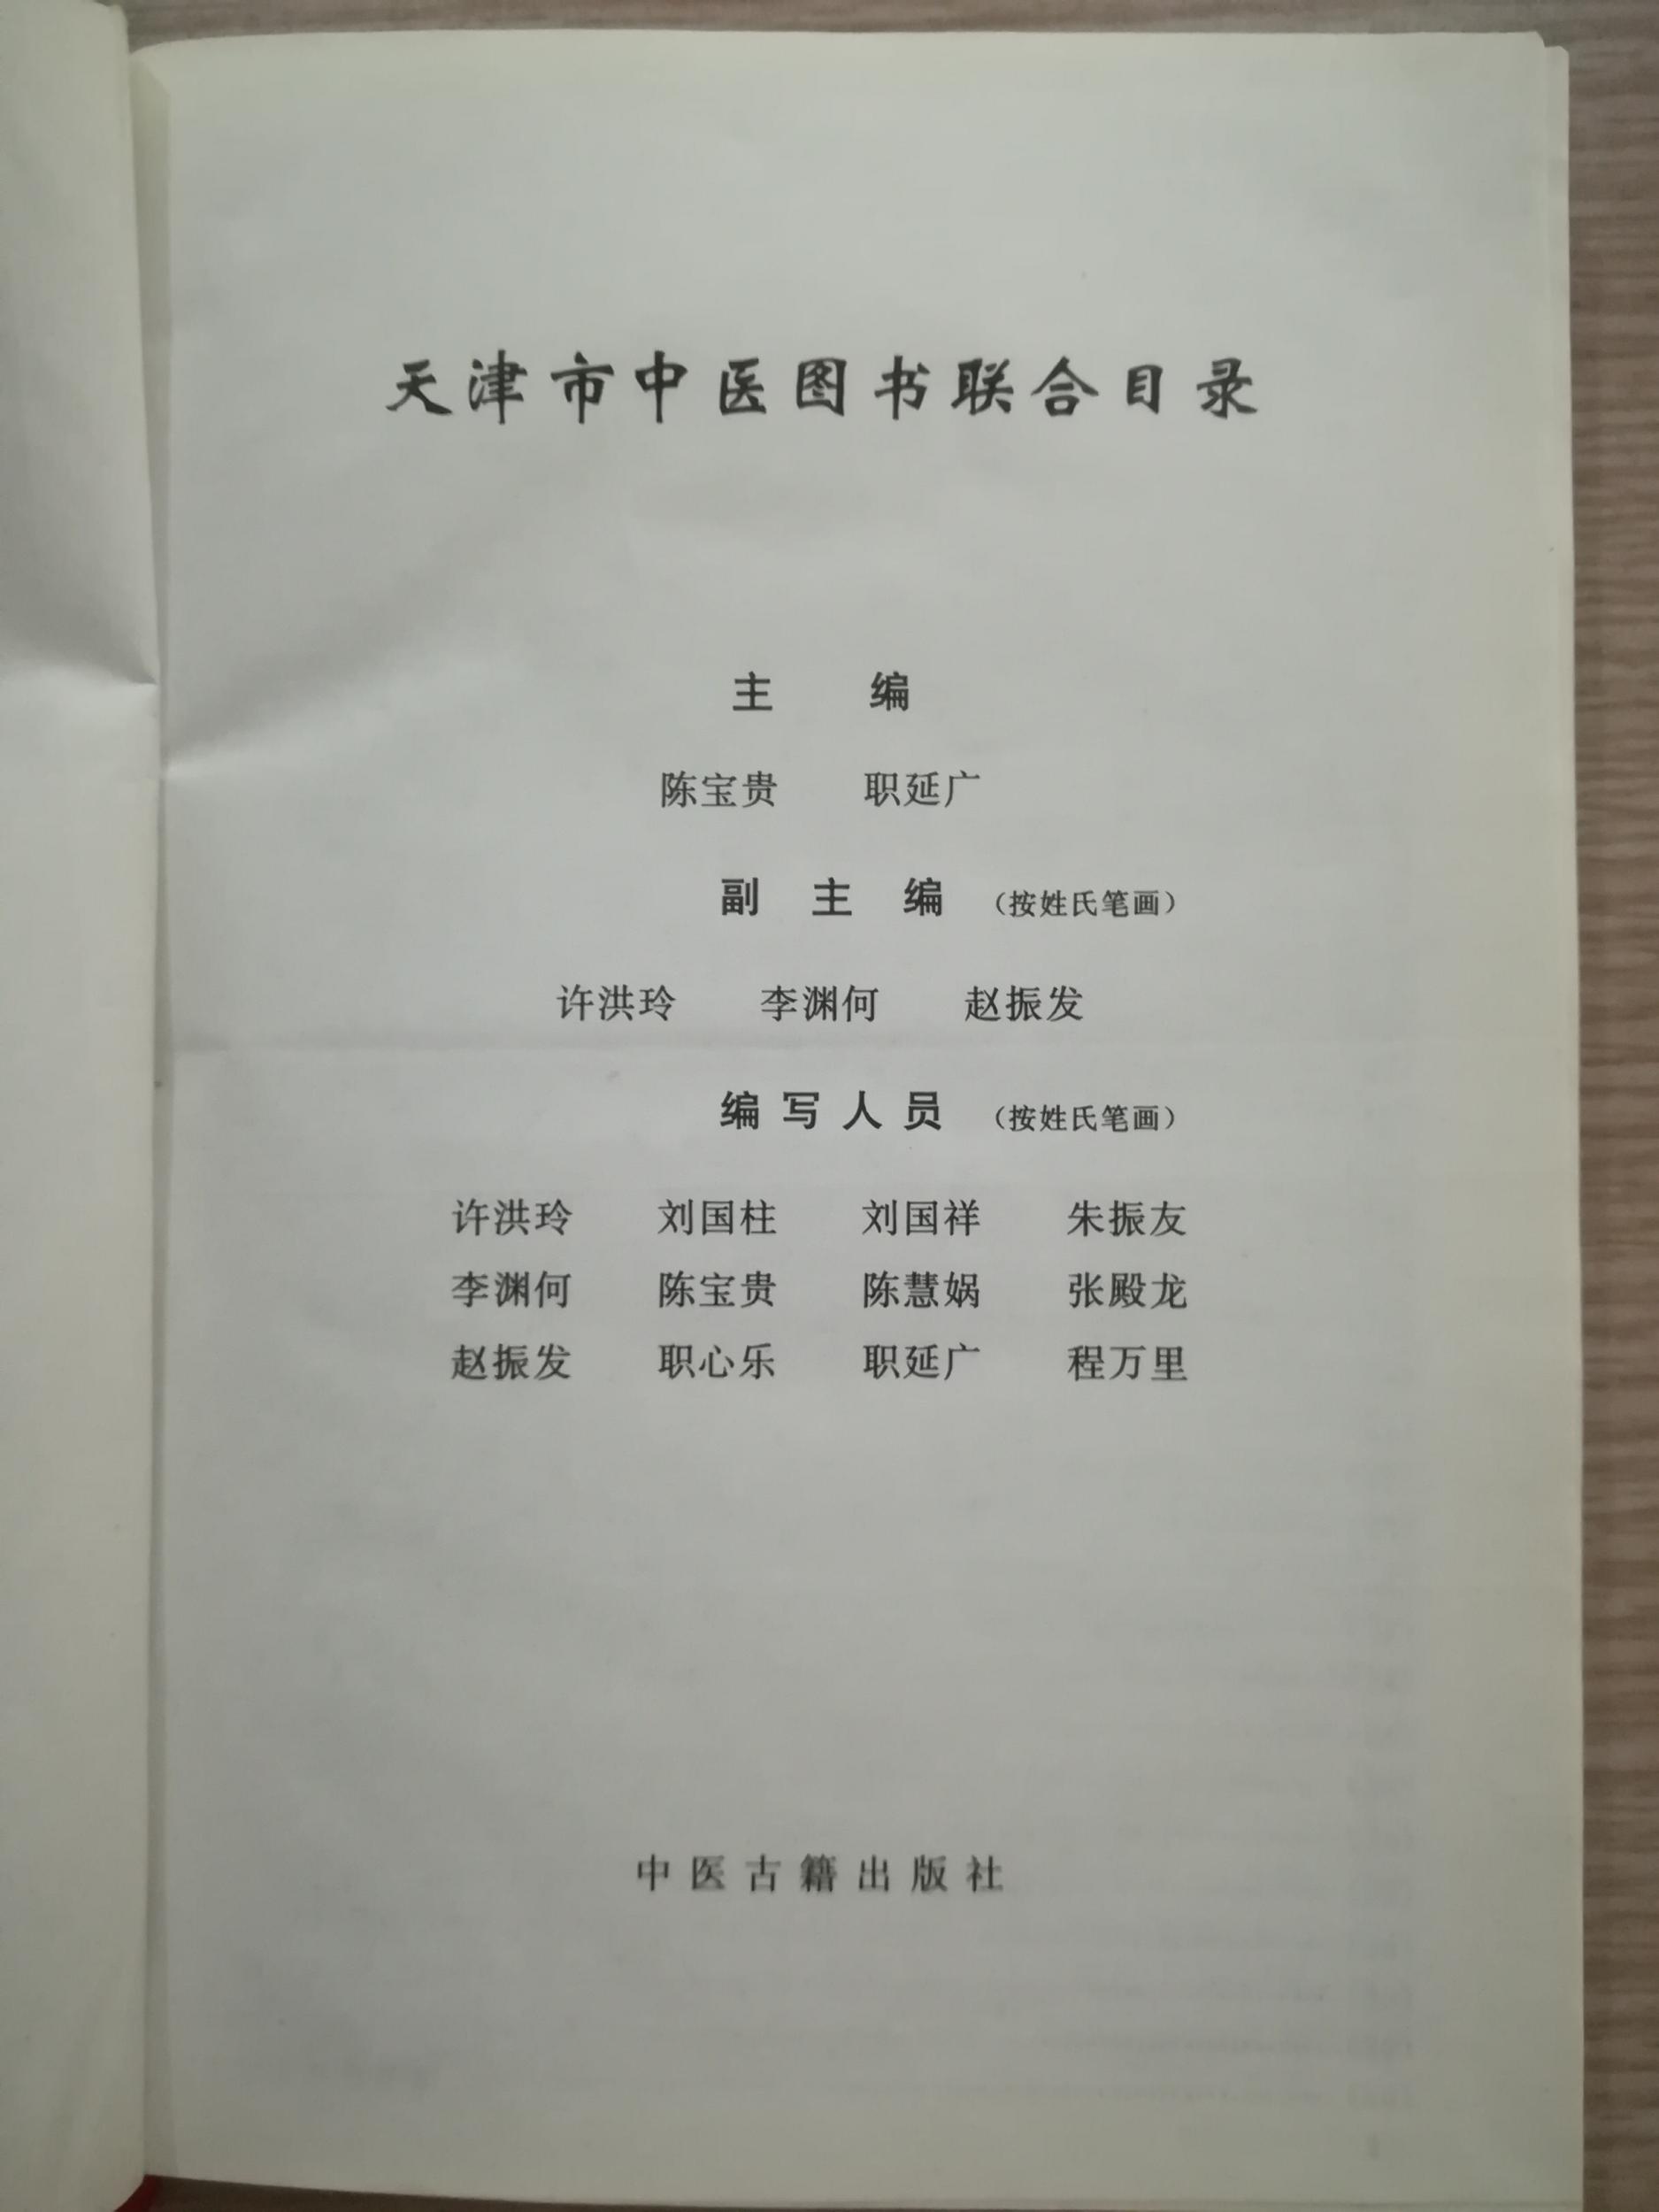 天津市中医图书联合目录
主 编
陈宝贵 职延广
副 主 编 （按姓氏笔画）
许洪玲 李渊何 赵振发
编 写 人 员 （按姓氏笔画）
许洪玲 刘国柱 刘国祥 朱振友
李渊何 陈宝贵 陈慧娲 张殿龙
赵振发 职心乐 职延广 程万里
中 医 古 籍 出 版 社